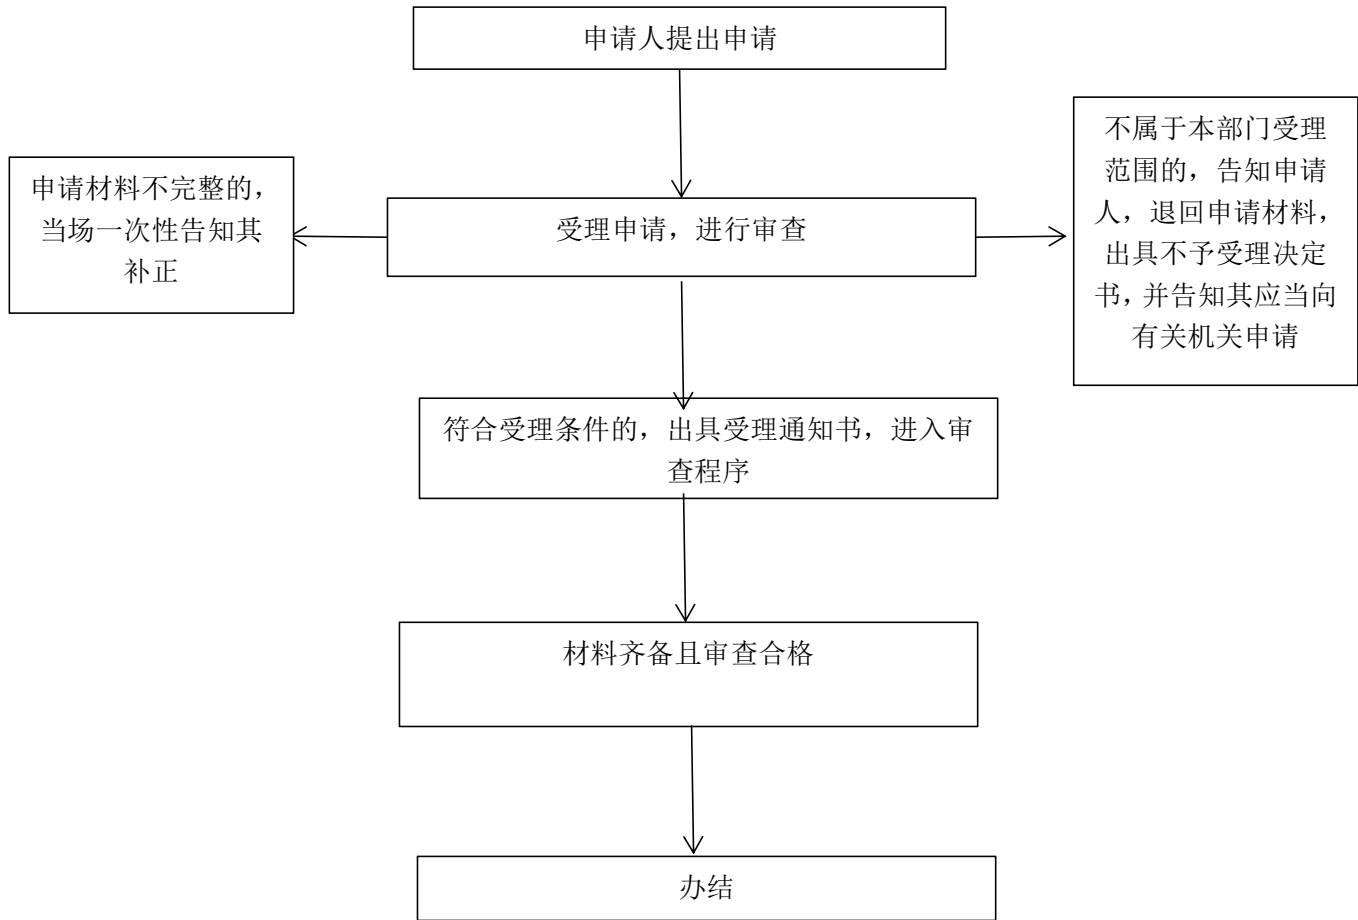 申请人提出申请
申请材料不完整的，
当场一次性告知其
补正
受理申请，进行审查
不属于本部门受理
范围的，告知申请
人，退回申请材料，
出具不予受理决定
书，并告知其应当向
有关机关申请
符合受理条件的，出具受理通知书，进入审
查程序
材料齐备且审查合格
办结